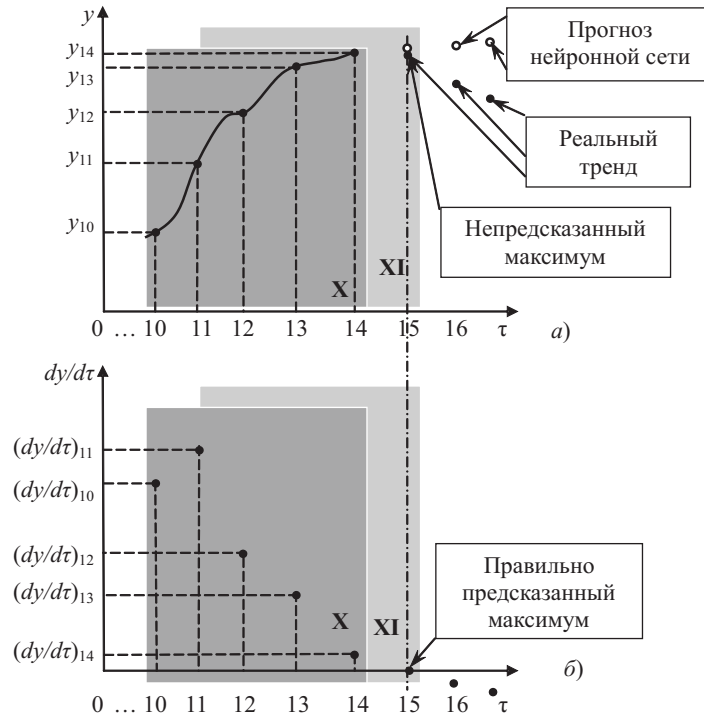 y
y14
y13
y12
y11
y10
Прогноз
нейронной сети
Реальный
тренд
Непредсказанный
максимум
X
XI
0 … 10 11 12 13 14 15 16 τ
а)
dy/dτ
(dy/dτ)11
(dy/dτ)10
(dy/dτ)12
(dy/dτ)13
(dy/dτ)14
Правильно
предсказанный
максимум
X
XI
0 … 10 11 12 13 14 15 16 τ
б)